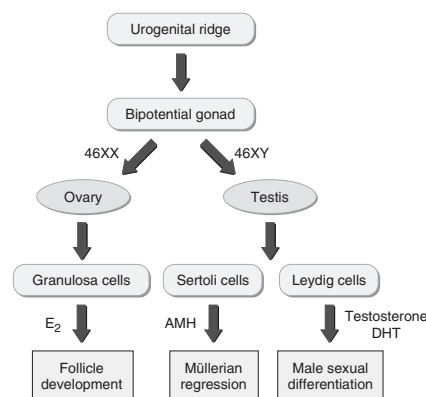 Urogenital ridge
Bipotential gonad
46XX
46XY
Ovary
Testis
Granulosa cells
Sertoli cells
Leydig cells
E₂
AMH
Testosterone
DHT
Follicle
development
Müllerian
regression
Male sexual
differentiation